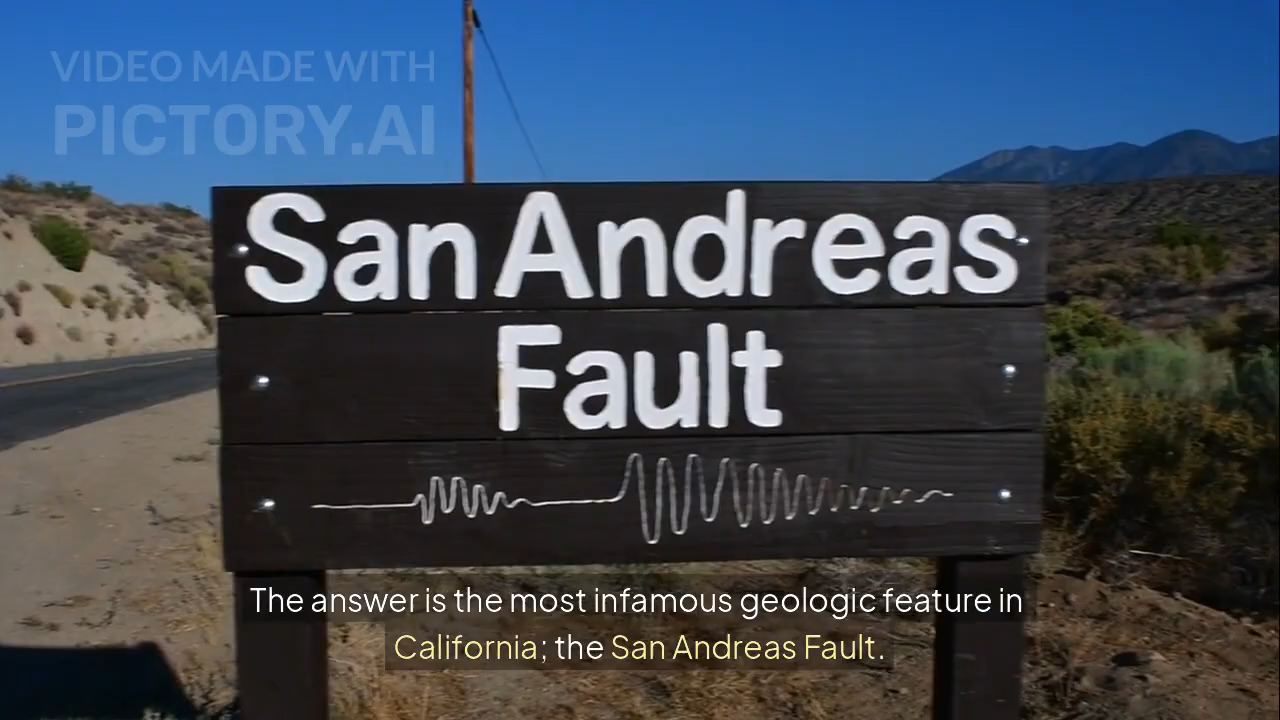 VIDEO MADE WITH
PICTORY.AI
San Andreas
Fault
The answer is the most infamous geologic feature in
California; the San Andreas Fault.